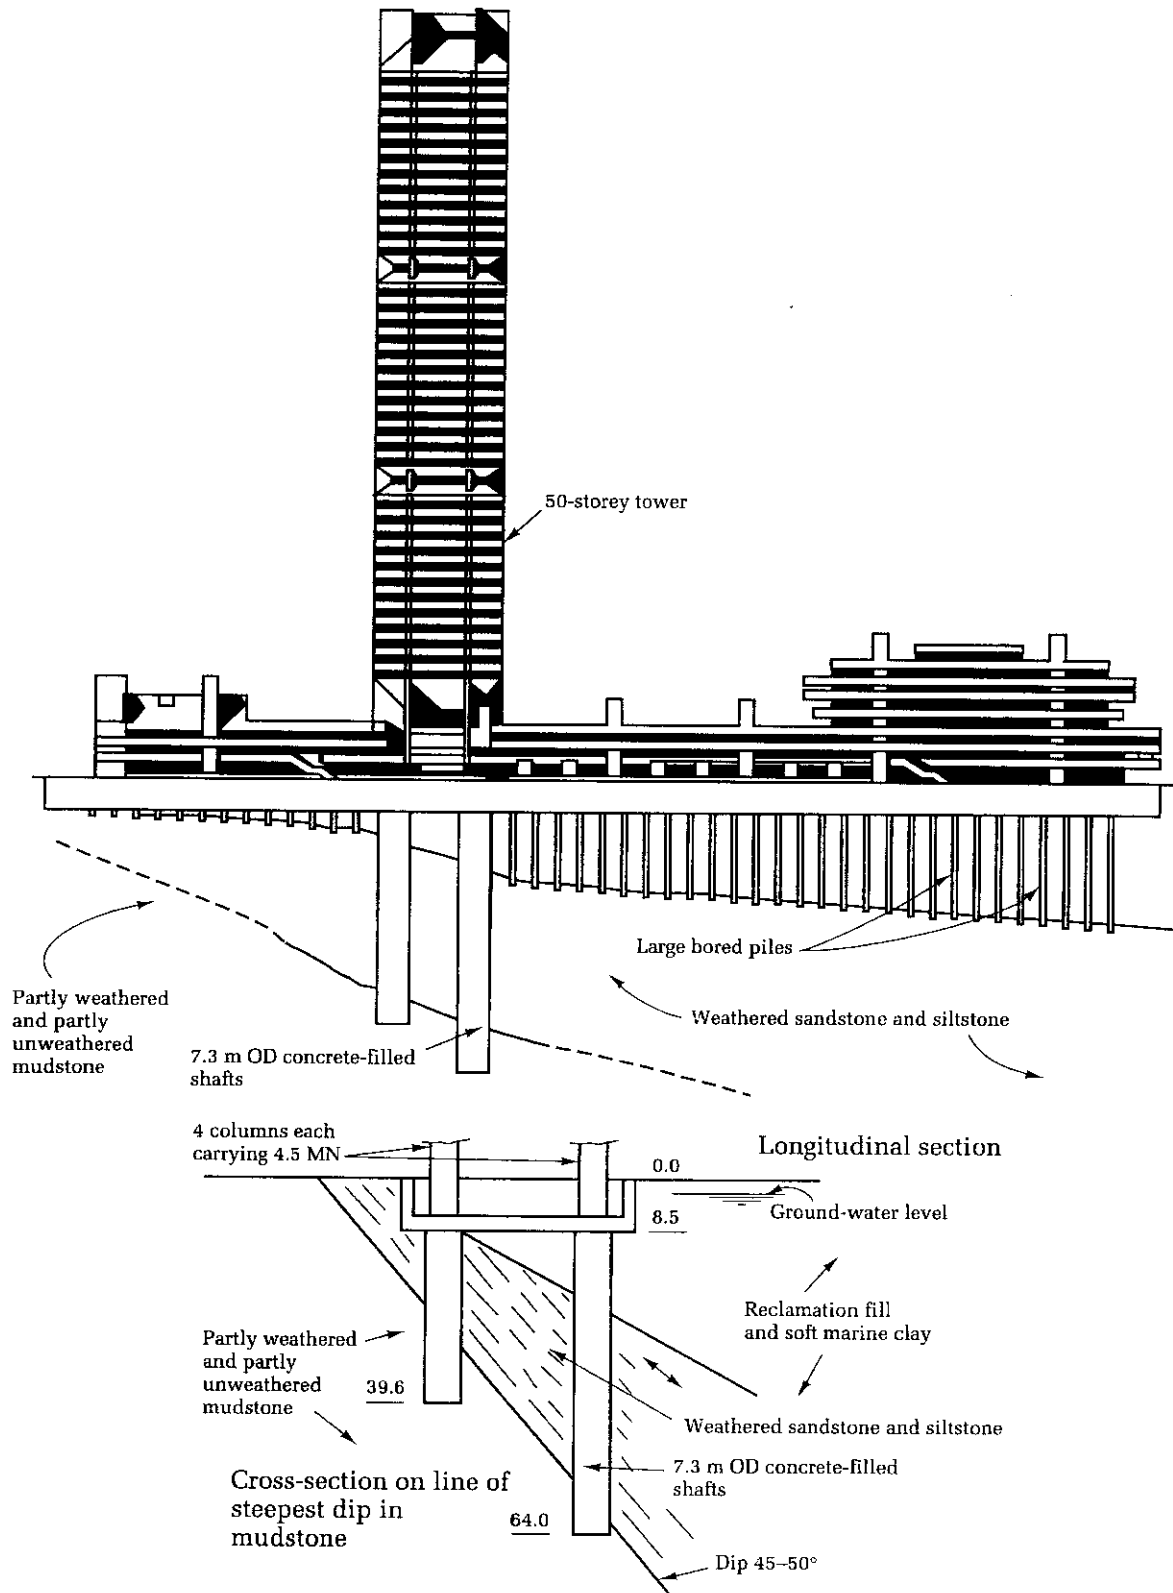 50-storey tower
Large bored piles
Partly weathered
and partly
unweathered
mudstone
Weathered sandstone and siltstone
7.3 m OD concrete-filled
shafts
4 columns each
carrying 4.5 MN
Longitudinal section
0.0
Ground-water level
8.5
Reclamation fill
and soft marine clay
Partly weathered
and partly
unweathered
mudstone
39.6
Weathered sandstone and siltstone
7.3 m OD concrete-filled
shafts
Cross-section on line of
steepest dip in
mudstone
64.0
Dip 45–50°